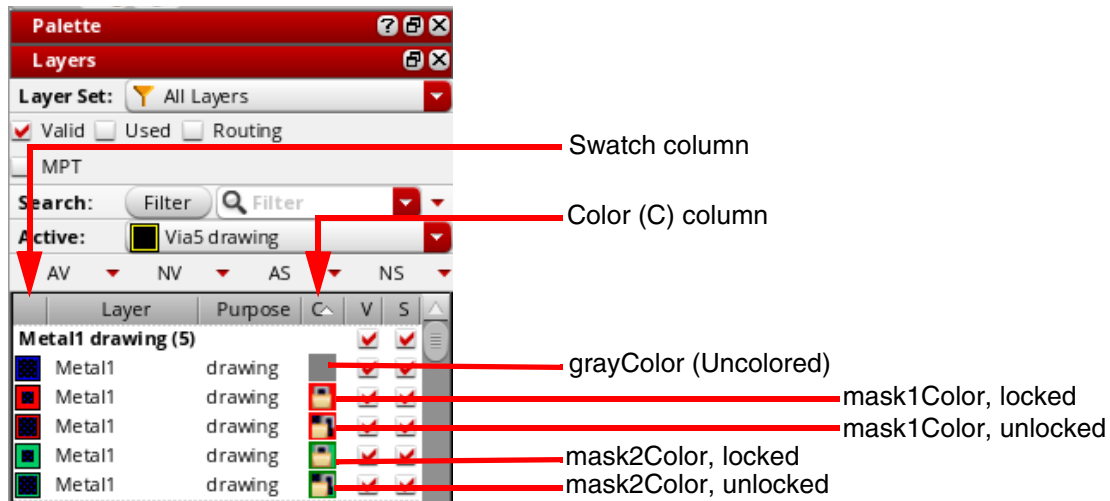 Palette
Layers
Layer Set: All Layers
Valid Used Routing
MPT
Search: Filter Filter
Active: Via5 drawing
AV NV AS NS
Layer Purpose C V S
Metal1 drawing (5)
Metal1 drawing
Metal1 drawing
Metal1 drawing
Metal1 drawing
Metal1 drawing
Swatch column
Color (C) column
grayColor (Uncolored)
mask1Color, locked
mask1Color, unlocked
mask2Color, locked
mask2Color, unlocked